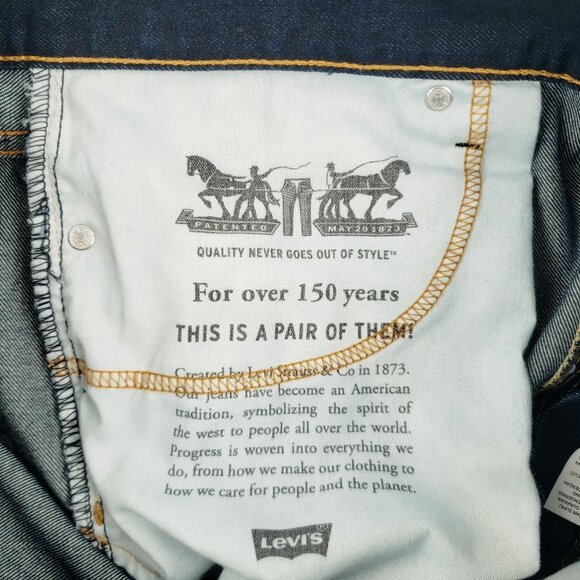 PATENTED MAY 20 1873
QUALITY NEVER GOES OUT OF STYLE™
For over 150 years
THIS IS A PAIR OF THEM!
Created by Levi Strauss & Co in 1873.
Our jeans have become an American
tradition, symbolizing the spirit of
the west to people all over the world.
Progress is woven into everything we
do, from how we make our clothing to
how we care for people and the planet.
Levi's